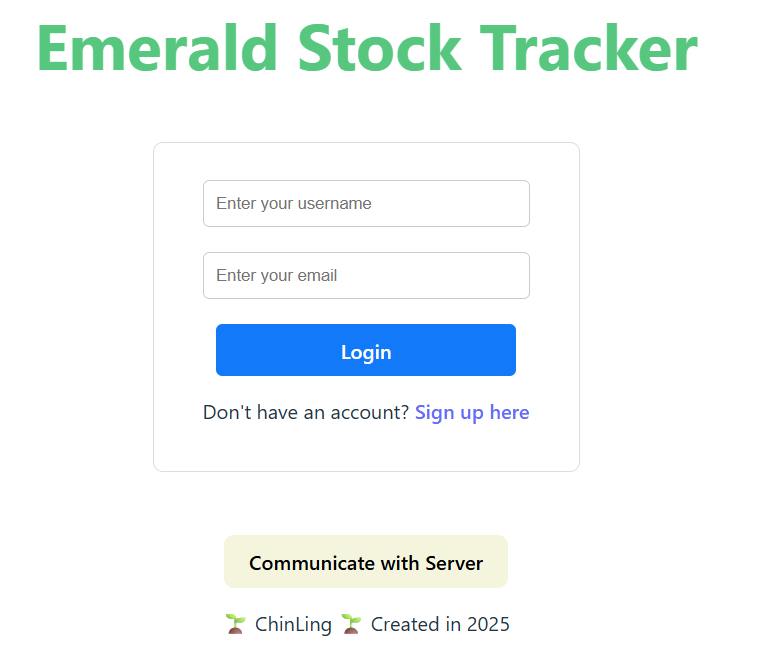 Emerald Stock Tracker
Enter your username
Enter your email
Login
Don't have an account? Sign up here
Communicate with Server
🌱 ChinLing 🌱 Created in 2025